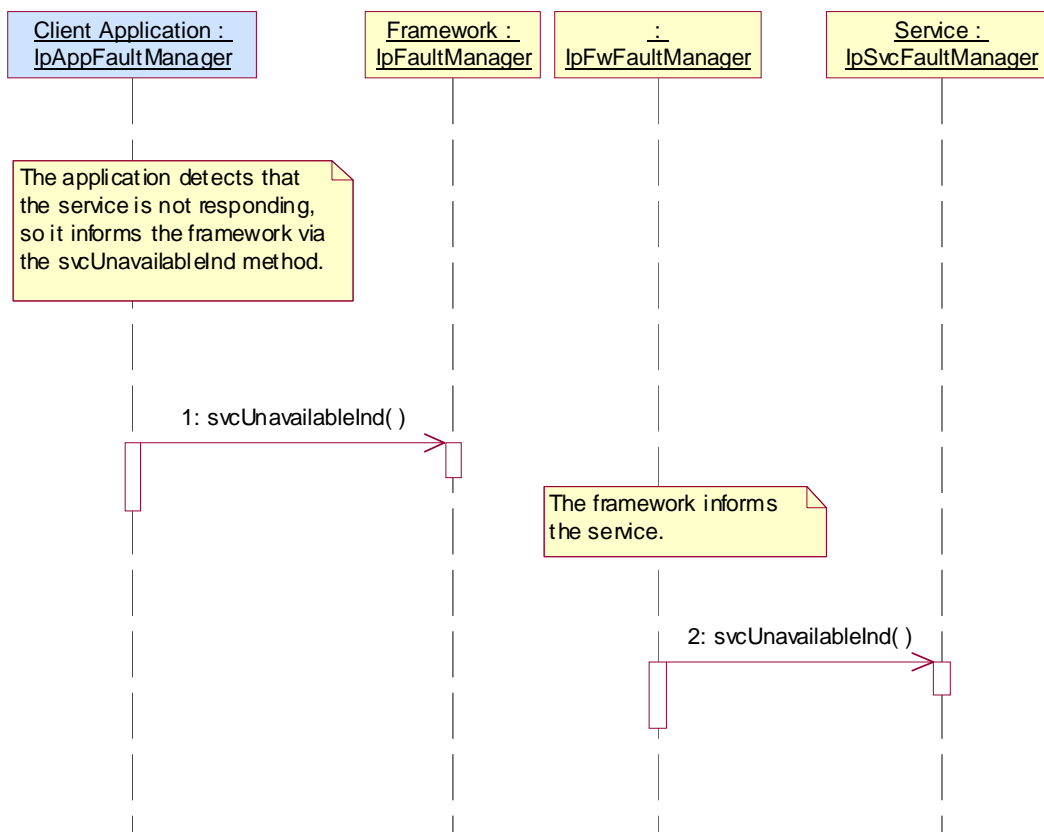 Client Application :
IpAppFaultManager
Framework :
IpFaultManager
:
IpFwFaultManager
Service :
IpSvcFaultManager
The application detects that
the service is not responding,
so it informs the framework via
the svcUnavailableInd method.
1: svcUnavailableInd( )
The framework informs
the service.
2: svcUnavailableInd( )